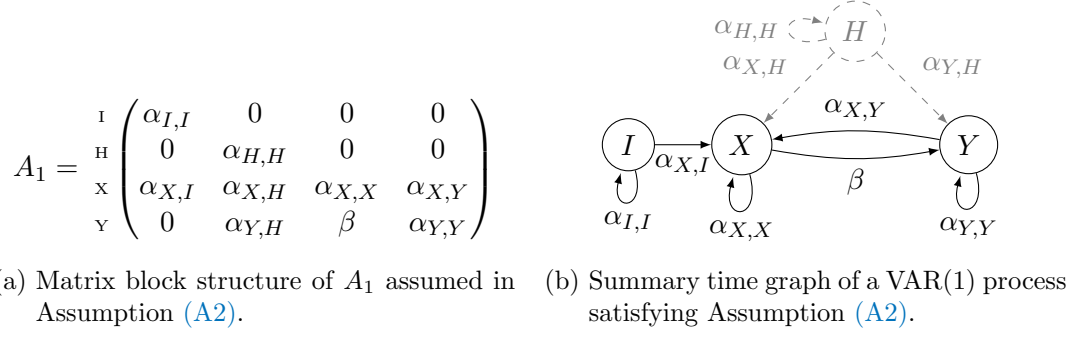 A₁ =
I α_{I,I} 0 0 0
H 0 α_{H,H} 0 0
X α_{X,I} α_{X,H} α_{X,X} α_{X,Y}
Y 0 α_{Y,H} β α_{Y,Y}
a) Matrix block structure of A₁ assumed in
Assumption (A2).
α_{H,H} H
α_{X,H} α_{Y,H}
α_{X,Y}
I X Y
α_{X,I}
β
α_{I,I} α_{X,X} α_{Y,Y}
(b) Summary time graph of a VAR(1) process
satisfying Assumption (A2).